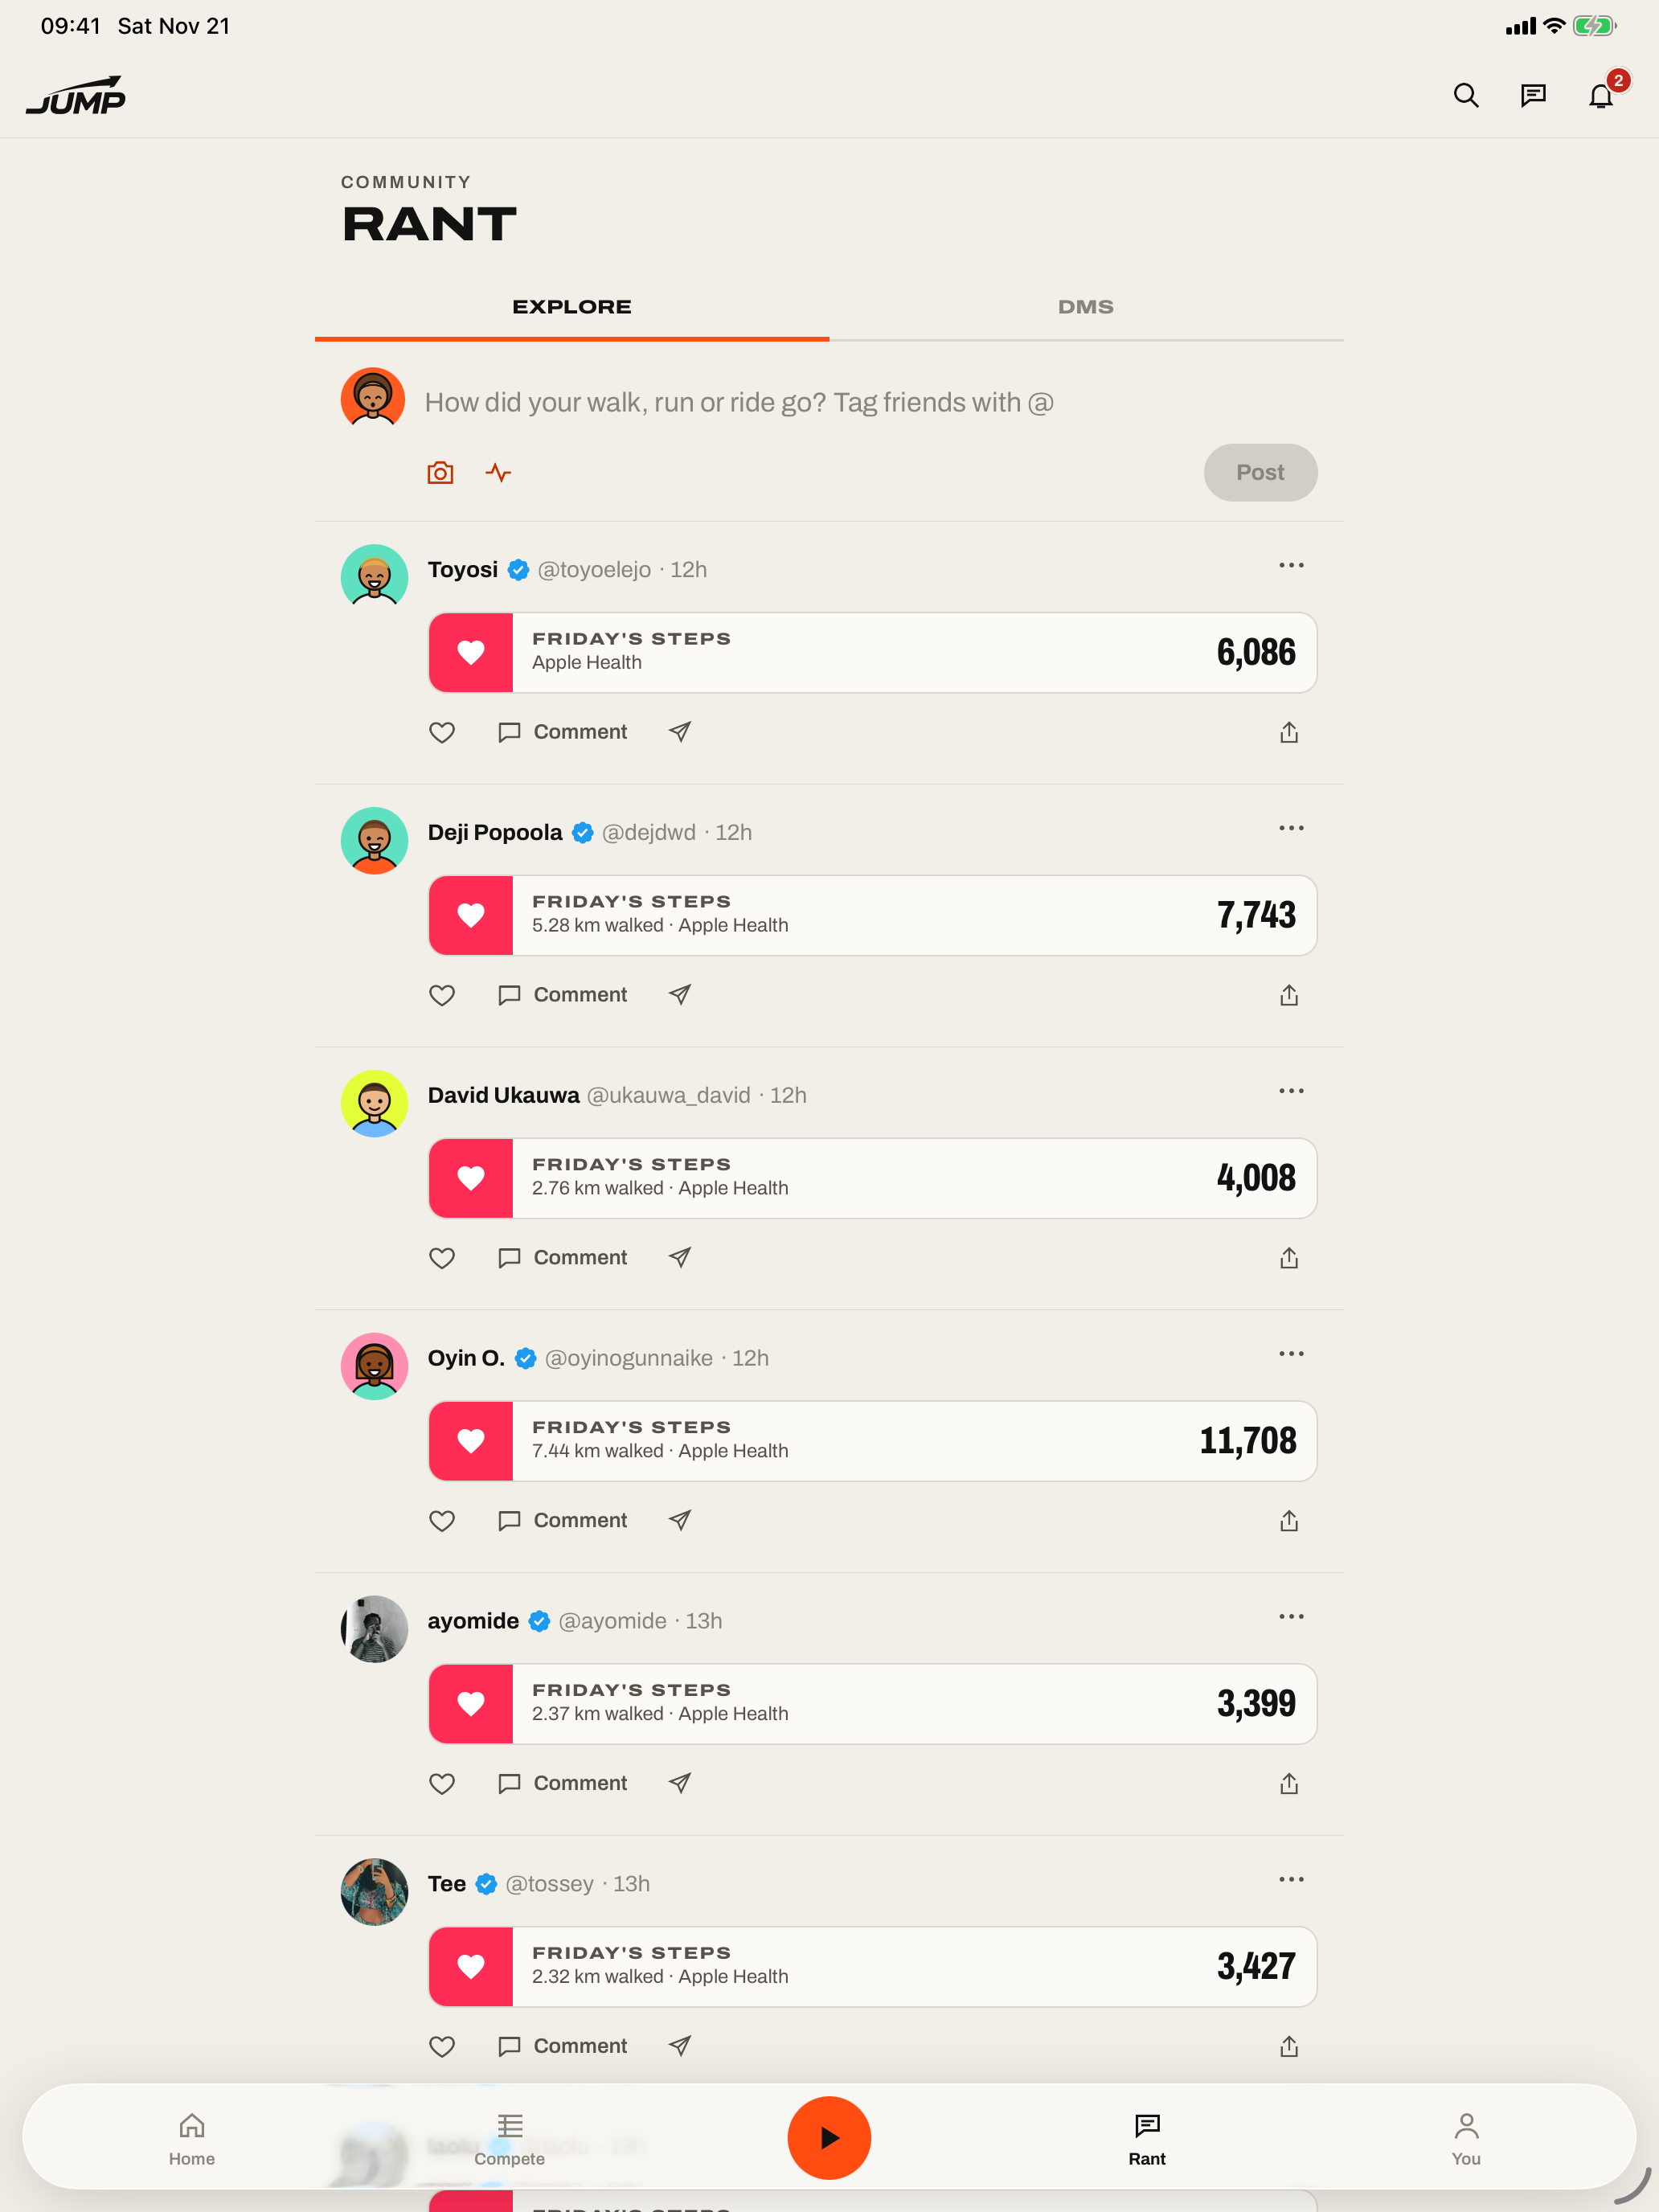 09:41 Sat Nov 21
JUMP
2
COMMUNITY
RANT
EXPLORE
DMS
How did your walk, run or ride go? Tag friends with @
Post
Toyosi @toyoelejo · 12h
FRIDAY'S STEPS
Apple Health
6,086
Comment
Deji Popoola @dejdwd · 12h
FRIDAY'S STEPS
5.28 km walked · Apple Health
7,743
Comment
David Ukauwa @ukauwa_david · 12h
FRIDAY'S STEPS
2.76 km walked · Apple Health
4,008
Comment
Oyin O. @oyinogunnaike · 12h
FRIDAY'S STEPS
7.44 km walked · Apple Health
11,708
Comment
ayomide @ayomide · 13h
FRIDAY'S STEPS
2.37 km walked · Apple Health
3,399
Comment
Tee @tossey · 13h
FRIDAY'S STEPS
2.32 km walked · Apple Health
3,427
Comment
Home
Compete
Rant
You
FRIDAY'S STEPS